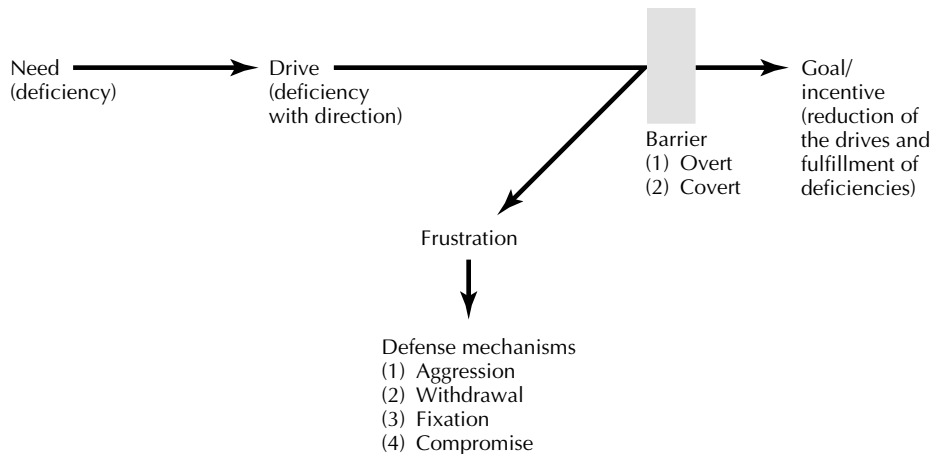 Need
(deficiency)
Drive
(deficiency
with direction)
Goal/
incentive
(reduction of
the drives and
fulfillment of
deficiencies)
Barrier
(1) Overt
(2) Covert
Frustration
Defense mechanisms
(1) Aggression
(2) Withdrawal
(3) Fixation
(4) Compromise